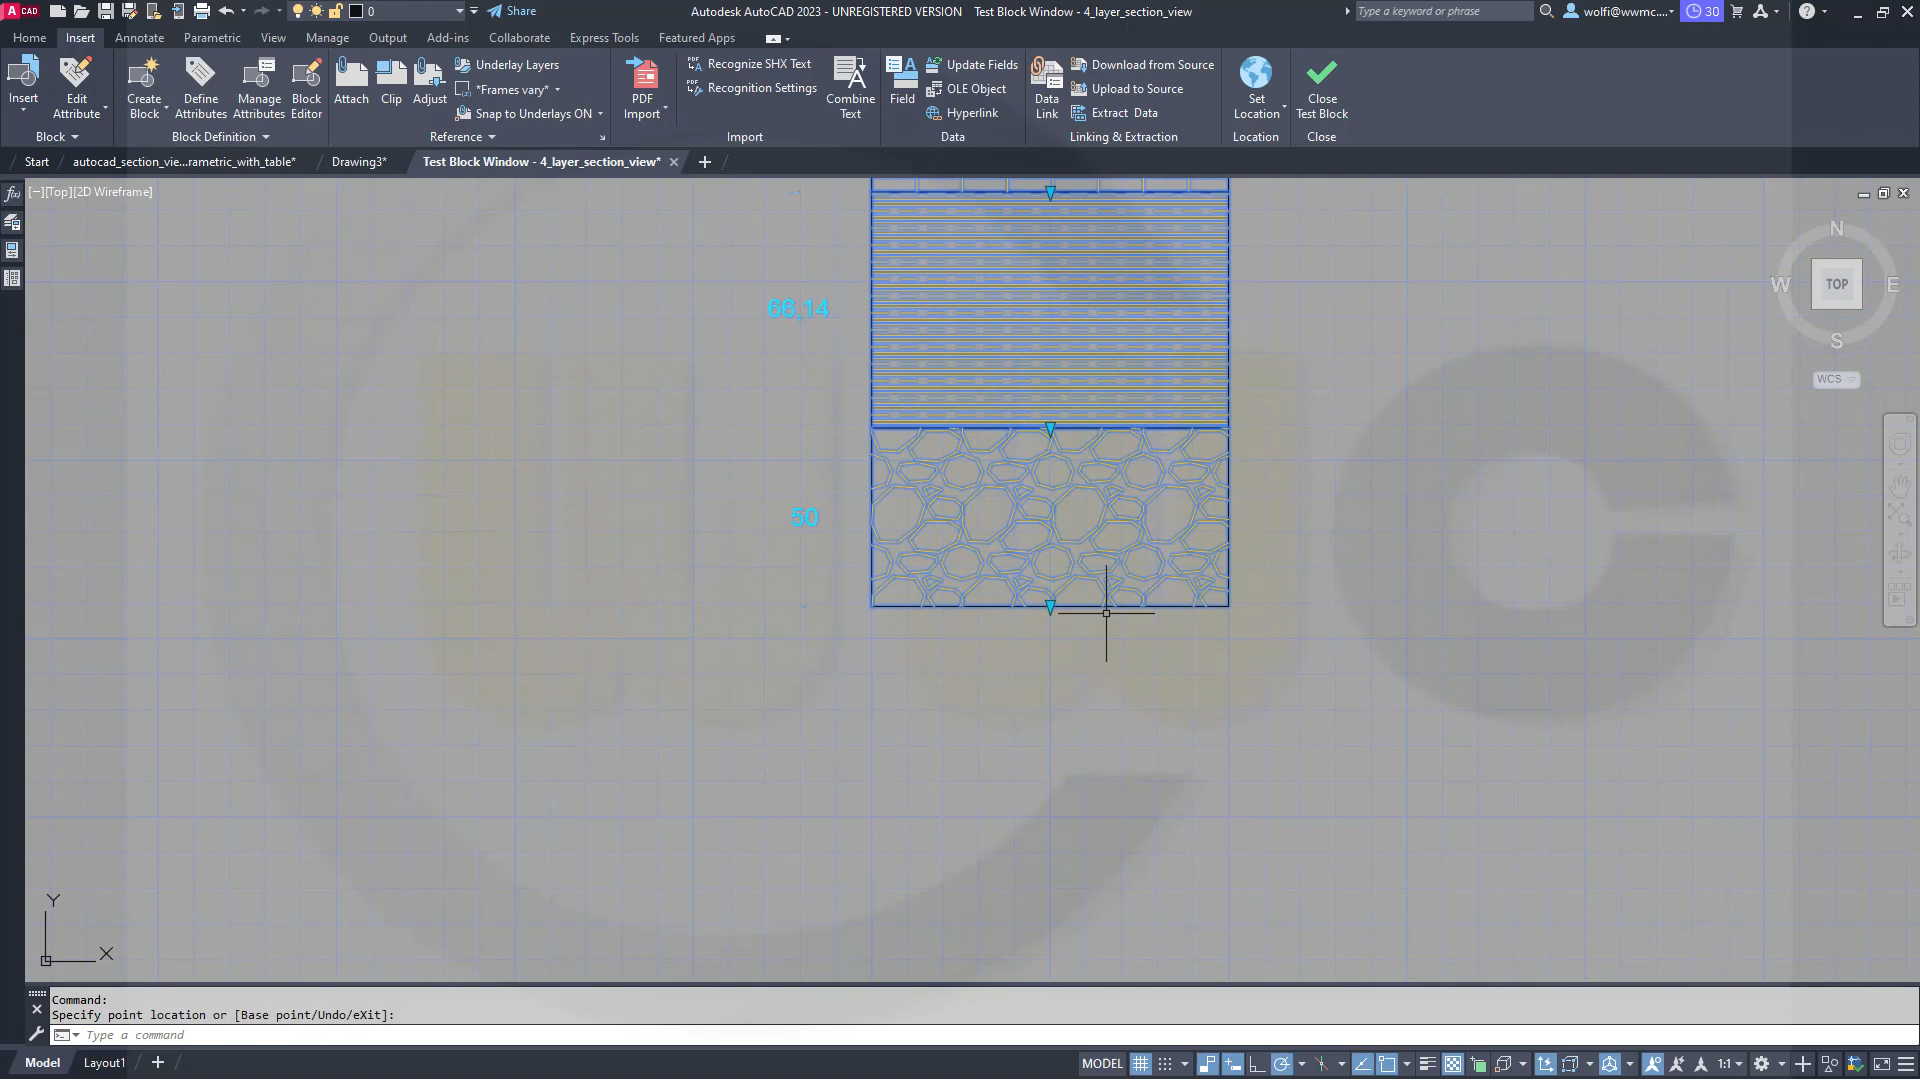 A CAD
0
Share
Autodesk AutoCAD 2023 - UNREGISTERED VERSION
Test Block Window - 4_layer_section_view
Type a keyword or phrase
wolfi@wwmc....
30
Home
Insert
Annotate
Parametric
View
Manage
Output
Add-ins
Collaborate
Express Tools
Featured Apps
Insert
Edit
Attribute
Block
Create
Block
Define
Attributes
Manage
Attributes
Block
Editor
Block Definition
Attach
Clip
Adjust
Underlay Layers
*Frames vary*
Snap to Underlays ON
Reference
PDF
Import
Recognize SHX Text
Recognition Settings
Combine
Text
Import
Field
Update Fields
OLE Object
Hyperlink
Data
Data
Link
Download from Source
Upload to Source
Extract Data
Linking & Extraction
Set
Location
Location
Close
Test Block
Close
Start
autocad_section_vie...rametric_with_table*
Drawing3*
Test Block Window - 4_layer_section_view*
[−][Top][2D Wireframe]
66,14
50
N
W
TOP
E
S
WCS
Y
X
Command:
Specify point location or [Base point/Undo/eXit]:
Type a command
Model
Layout1
MODEL
1:1